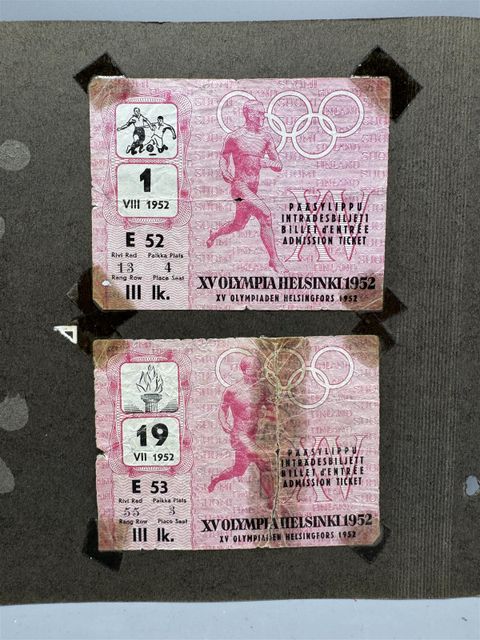 1
VIII 1952
E 52
Rivi Rad Paikka Plats
13 4
Rang Row Place Seat
III lk.
XV
PÄÄSYLIPPU
INTRÄDESBILJETT
BILLET d'ENTRÉE
ADMISSION TICKET
XV OLYMPIA HELSINKI 1952
XV OLYMPIADEN HELSINGFORS 1952
19
VII 1952
E 53
Rivi Rad Paikka Plats
55 3
Rang Row Place Seat
III lk.
XV
PÄÄSYLIPPU
INTRÄDESBILJETT
BILLET d'ENTRÉE
ADMISSION TICKET
XV OLYMPIA HELSINKI 1952
XV OLYMPIADEN HELSINGFORS 1952